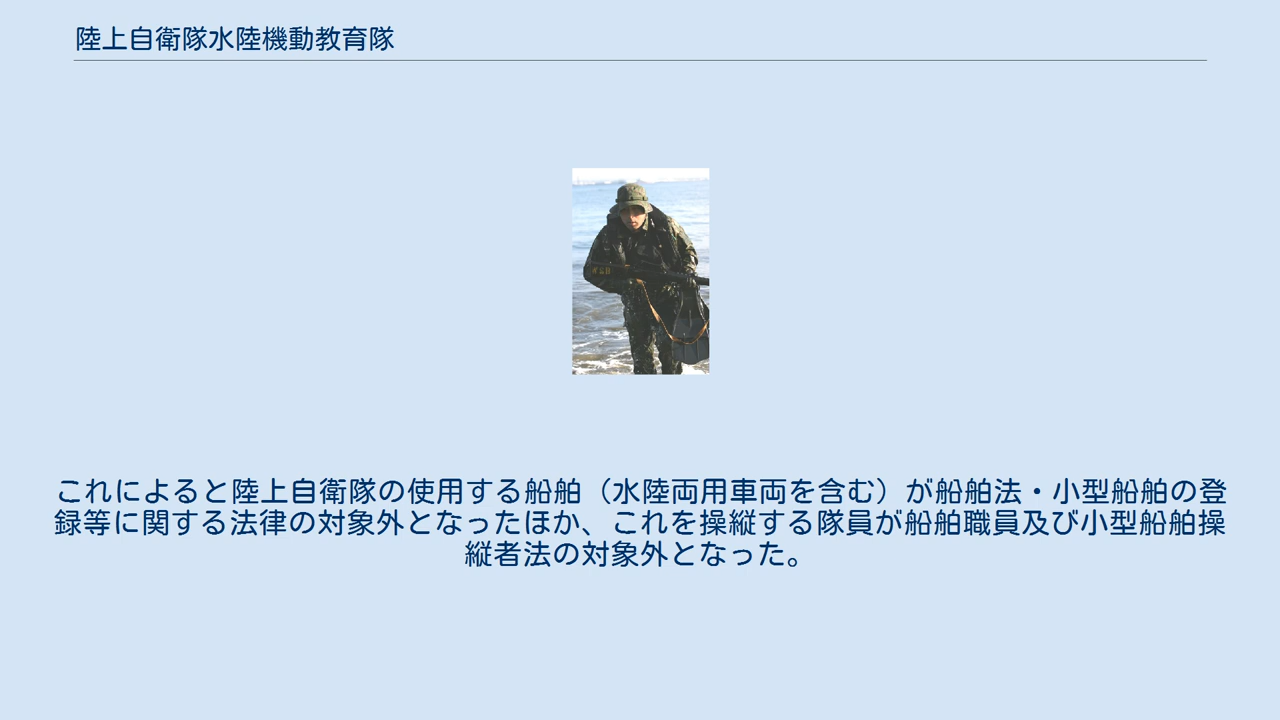 陸上自衛隊水陸機動教育隊
これによると陸上自衛隊の使用する船舶（水陸両用車両を含む）が船舶法・小型船舶の登
録等に関する法律の対象外となったほか、これを操縦する隊員が船舶職員及び小型船舶操
縦者法の対象外となった。